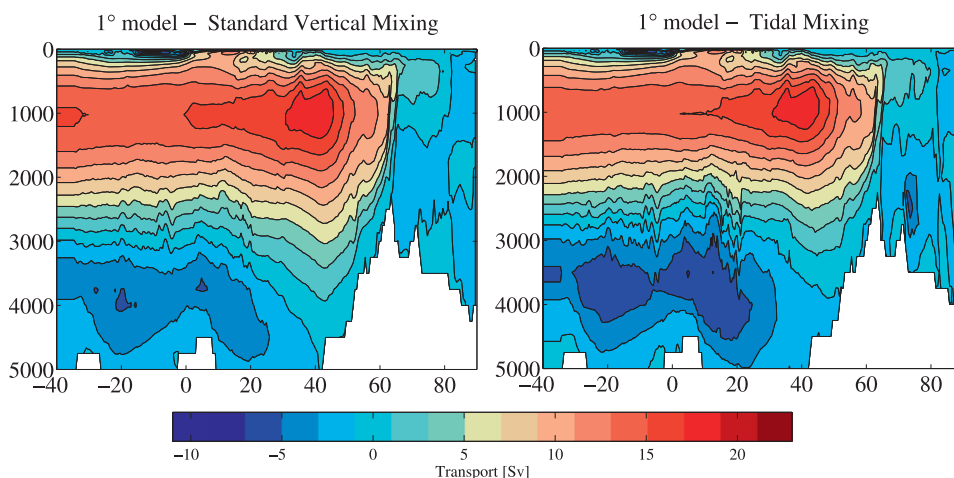 1° model – Standard Vertical Mixing
1° model – Tidal Mixing
0
1000
2000
3000
4000
5000
−40 −20 0 20 40 60 80
0
1000
2000
3000
4000
5000
−40 −20 0 20 40 60 80
−10 −5 0 5 10 15 20
Transport [Sv]